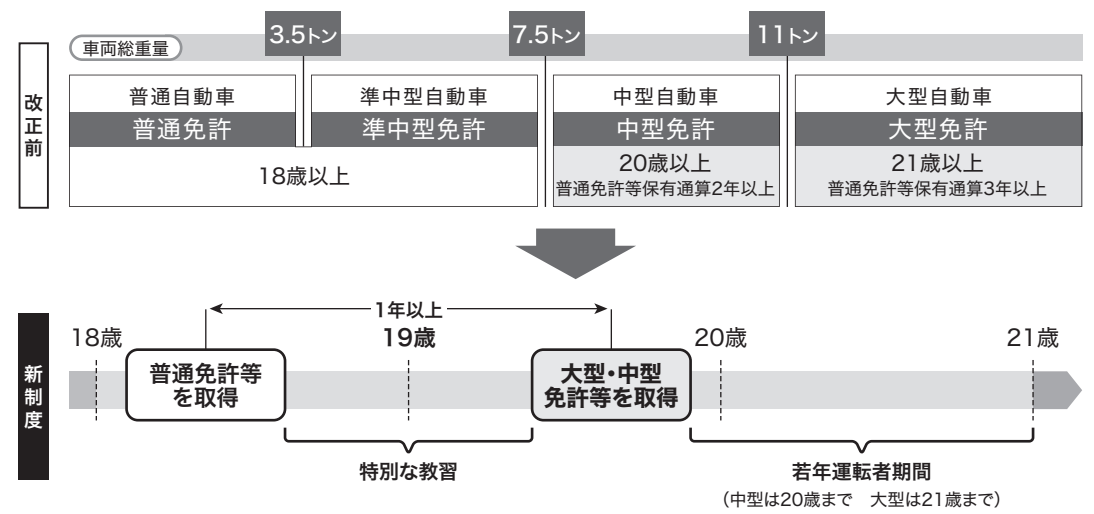 3.5トン
7.5トン
11トン
車両総重量
改正前
普通自動車
準中型自動車
中型自動車
大型自動車
普通免許
準中型免許
中型免許
大型免許
18歳以上
20歳以上
普通免許等保有通算2年以上
21歳以上
普通免許等保有通算3年以上
新制度
1年以上
18歳
19歳
20歳
21歳
普通免許等
を取得
大型・中型
免許等を取得
特別な教習
若年運転者期間
（中型は20歳まで　大型は21歳まで）